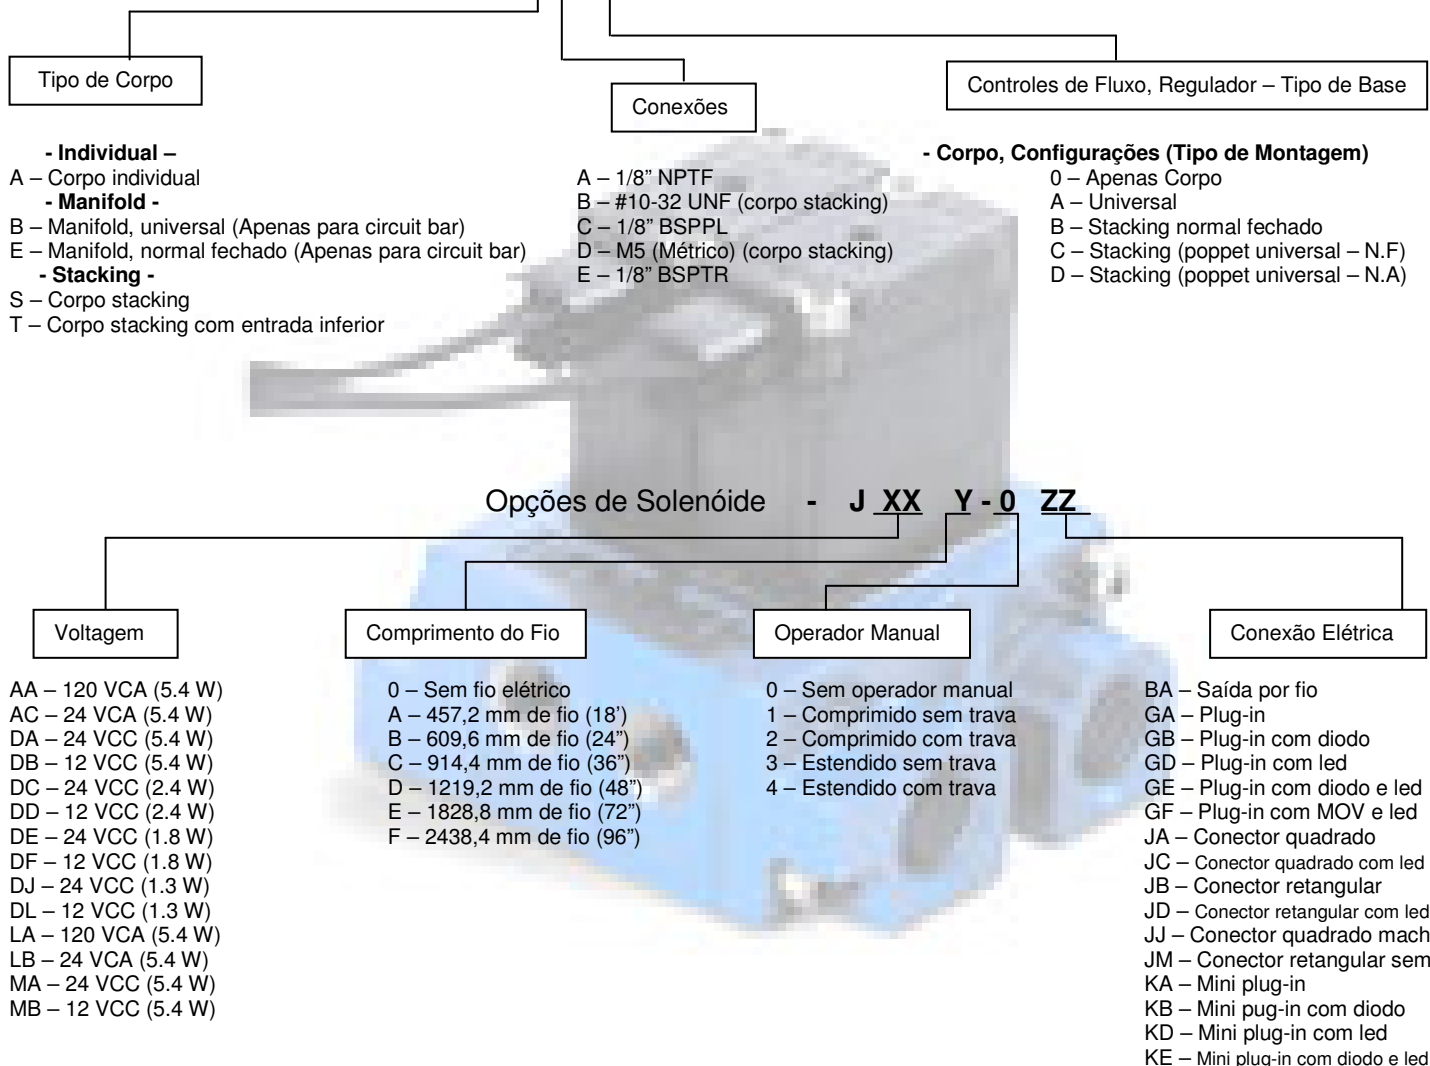 Tipo de Corpo
Conexões
Controles de Fluxo, Regulador – Tipo de Base
- Individual –
A – Corpo individual
- Manifold -
B – Manifold, universal (Apenas para circuit bar)
E – Manifold, normal fechado (Apenas para circuit bar)
- Stacking -
S – Corpo stacking
T – Corpo stacking com entrada inferior
A – 1/8” NPTF
B – #10-32 UNF (corpo stacking)
C – 1/8” BSPPL
D – M5 (Métrico) (corpo stacking)
E – 1/8” BSPTR
- Corpo, Configurações (Tipo de Montagem)
0 – Apenas Corpo
A – Universal
B – Stacking normal fechado
C – Stacking (poppet universal – N.F)
D – Stacking (poppet universal – N.A)
Opções de Solenóide - J XX Y - 0 ZZ
Voltagem
AA – 120 VCA (5.4 W)
AC – 24 VCA (5.4 W)
DA – 24 VCC (5.4 W)
DB – 12 VCC (5.4 W)
DC – 24 VCC (2.4 W)
DD – 12 VCC (2.4 W)
DE – 24 VCC (1.8 W)
DF – 12 VCC (1.8 W)
DJ – 24 VCC (1.3 W)
DL – 12 VCC (1.3 W)
LA – 120 VCA (5.4 W)
LB – 24 VCA (5.4 W)
MA – 24 VCC (5.4 W)
MB – 12 VCC (5.4 W)
Comprimento do Fio
0 – Sem fio elétrico
A – 457,2 mm de fio (18’)
B – 609,6 mm de fio (24”)
C – 914,4 mm de fio (36”)
D – 1219,2 mm de fio (48”)
E – 1828,8 mm de fio (72”)
F – 2438,4 mm de fio (96”)
Operador Manual
0 – Sem operador manual
1 – Comprimido sem trava
2 – Comprimido com trava
3 – Estendido sem trava
4 – Estendido com trava
Conexão Elétrica
BA – Saída por fio
GA – Plug-in
GB – Plug-in com diodo
GD – Plug-in com led
GE – Plug-in com diodo e led
GF – Plug-in com MOV e led
JA – Conector quadrado
JC – Conector quadrado com led
JB – Conector retangular
JD – Conector retangular com led
JJ – Conector quadrado mach
JM – Conector retangular sem
KA – Mini plug-in
KB – Mini pug-in com diodo
KD – Mini plug-in com led
KE – Mini plug-in com diodo e led